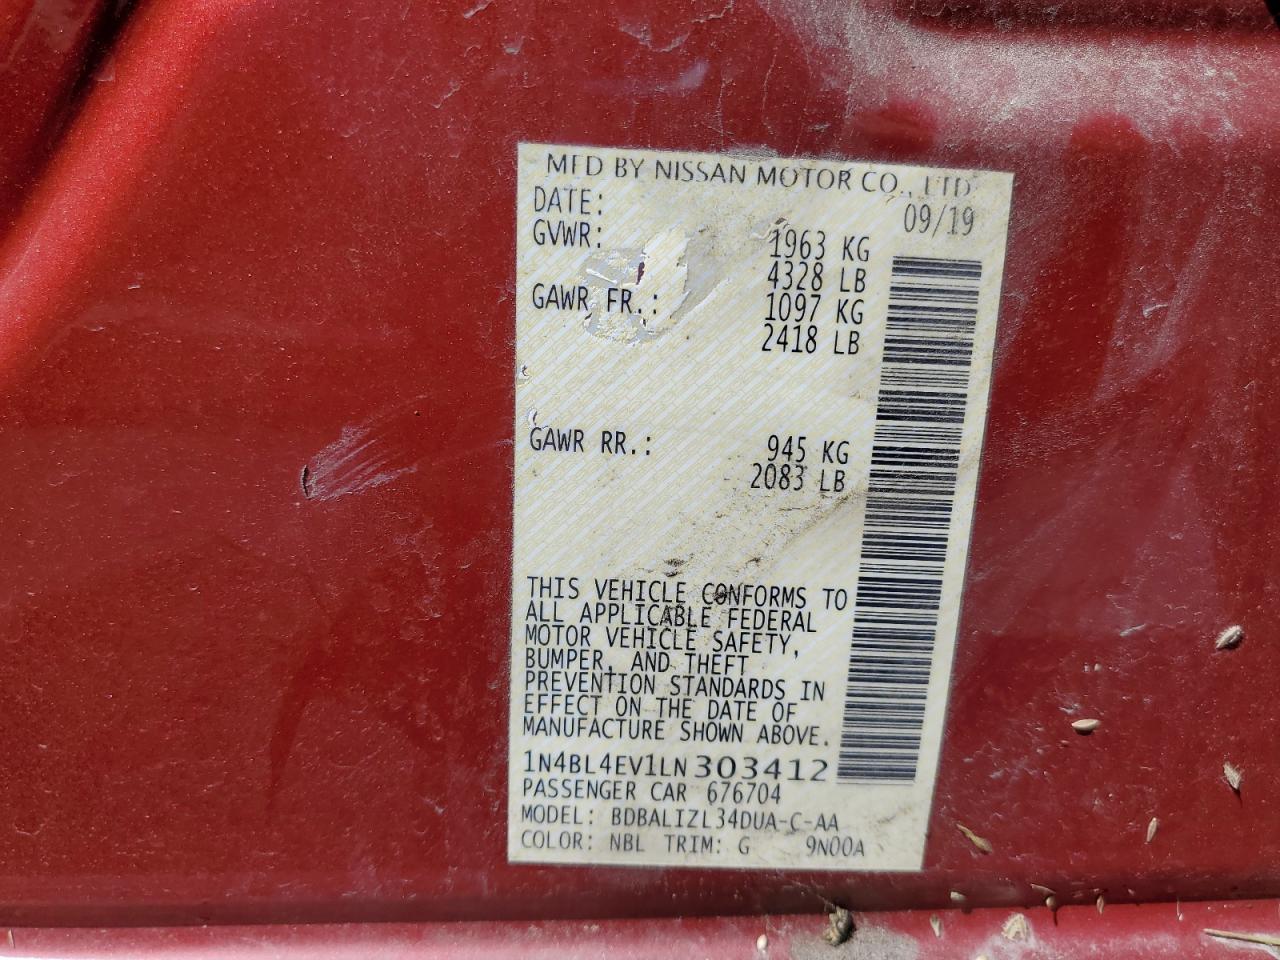 MFD BY NISSAN MOTOR CO., LTD
DATE: 09/19
GVWR: 1963 KG
4328 LB
GAWR FR.: 1097 KG
2418 LB
GAWR RR.: 945 KG
2083 LB
THIS VEHICLE CONFORMS TO
ALL APPLICABLE FEDERAL
MOTOR VEHICLE SAFETY,
BUMPER, AND THEFT
PREVENTION STANDARDS IN
EFFECT ON THE DATE OF
MANUFACTURE SHOWN ABOVE.
1N4BL4EV1LN303412
PASSENGER CAR 676704
MODEL: BDBALIZL34DUA-C-AA
COLOR: NBL TRIM: G 9N00A